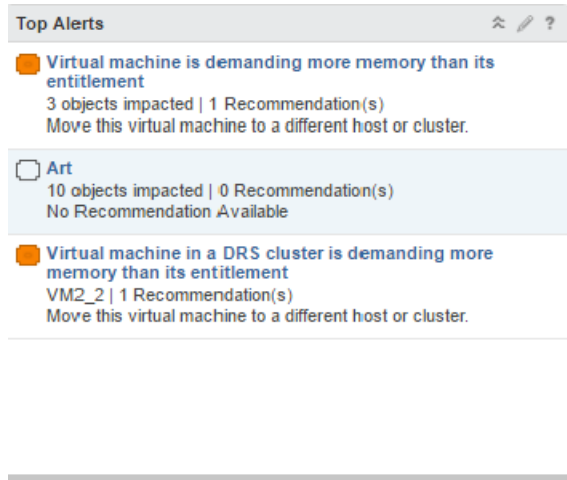 Top Alerts ?
Virtual machine is demanding more memory than its
entitlement
3 objects impacted | 1 Recommendation(s)
Move this virtual machine to a different host or cluster.
Art
10 objects impacted | 0 Recommendation(s)
No Recommendation Available
Virtual machine in a DRS cluster is demanding more
memory than its entitlement
VM2_2 | 1 Recommendation(s)
Move this virtual machine to a different host or cluster.